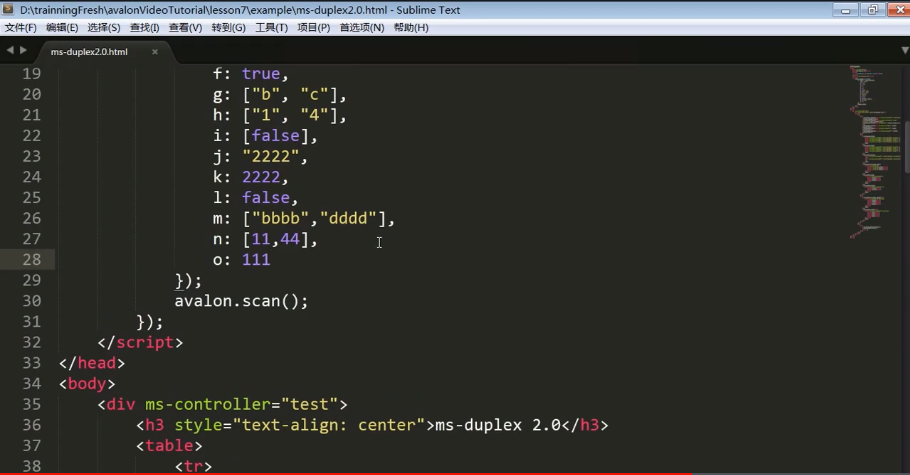 D:\trainningFresh\avalonVideoTutorial\lesson7\example\ms-duplex2.0.html - Sublime Text
文件(F) 编辑(E) 选择(S) 查找(I) 查看(V) 转到(G) 工具(T) 项目(P) 首选项(N) 帮助(H)
ms-duplex2.0.html ×
19 f: true,
20 g: ["b", "c"],
21 h: ["1", "4"],
22 i: [false],
23 j: "2222",
24 k: 2222,
25 l: false,
26 m: ["bbbb","dddd"],
27 n: [11,44],
28 o: 111
29 });
30 avalon.scan();
31 });
32 </script>
33 </head>
34 <body>
35 <div ms-controller="test">
36 <h3 style="text-align: center">ms-duplex 2.0</h3>
37 <table>
38 <tr>